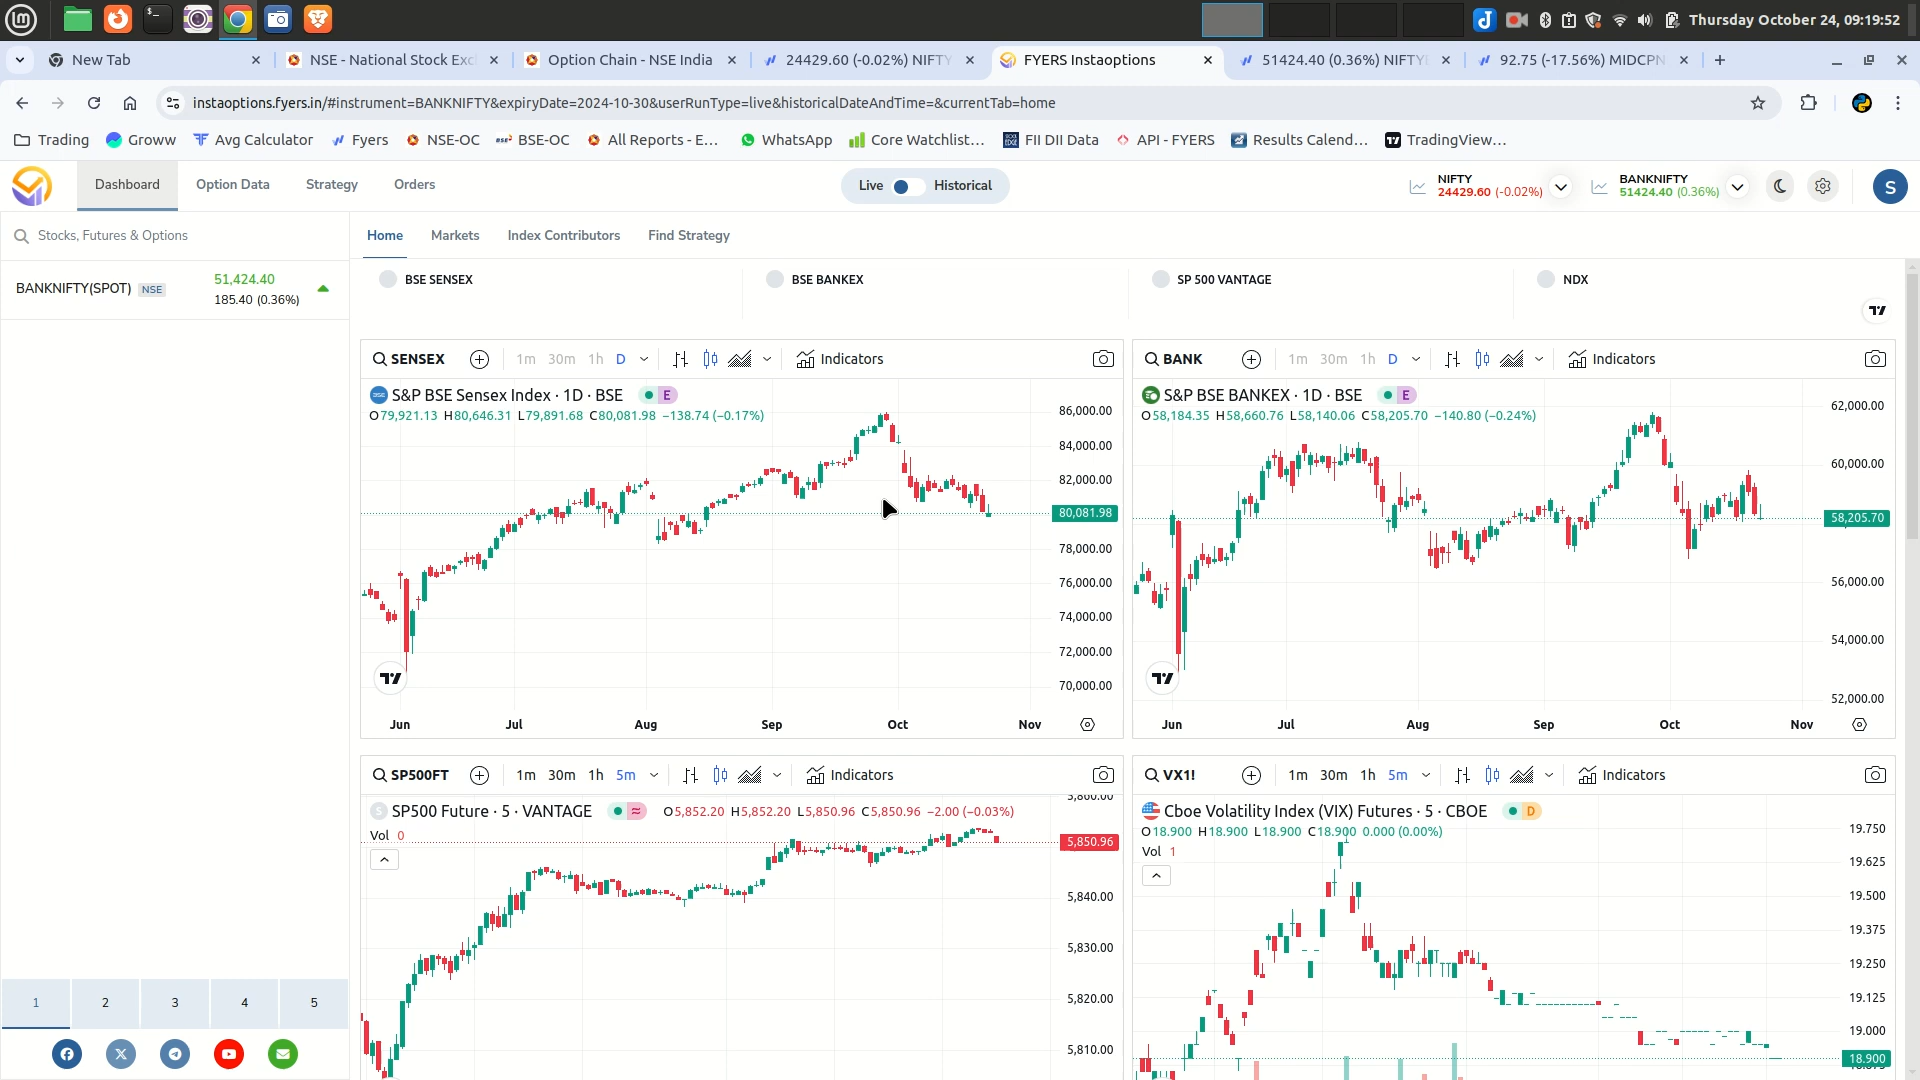 Thursday October 24, 09:19:52
New Tab
NSE - National Stock Exc
Option Chain - NSE India
24429.60 (-0.02%) NIFTY
FYERS Instaoptions
51424.40 (0.36%) NIFTY
92.75 (-17.56%) MIDCPN
instaoptions.fyers.in/#instrument=BANKNIFTY&expiryDate=2024-10-30&userRunType=live&historicalDateAndTime=&currentTab=home
Trading
Groww
Avg Calculator
Fyers
NSE-OC
BSE-OC
All Reports - E...
WhatsApp
Core Watchlist...
FII DII Data
API - FYERS
Results Calend...
TradingView...
Dashboard
Option Data
Strategy
Orders
Live
Historical
NIFTY
24429.60 (-0.02%)
BANKNIFTY
51424.40 (0.36%)
S
Stocks, Futures & Options
Home
Markets
Index Contributors
Find Strategy
BANKNIFTY(SPOT) NSE
51,424.40
185.40 (0.36%)
BSE SENSEX
BSE BANKEX
SP 500 VANTAGE
NDX
SENSEX
1m 30m 1h D
Indicators
S&P BSE Sensex Index · 1D · BSE
E
O79,921.13 H80,646.31 L79,891.68 C80,081.98 −138.74 (−0.17%)
86,000.00
84,000.00
82,000.00
80,081.98
78,000.00
76,000.00
74,000.00
72,000.00
70,000.00
Jun Jul Aug Sep Oct Nov
BANK
1m 30m 1h D
Indicators
S&P BSE BANKEX · 1D · BSE
E
O58,184.35 H58,660.76 L58,140.06 C58,205.70 −140.80 (−0.24%)
62,000.00
60,000.00
58,205.70
56,000.00
54,000.00
52,000.00
Jun Jul Aug Sep Oct Nov
SP500FT
1m 30m 1h 5m
Indicators
SP500 Future · 5 · VANTAGE
O5,852.20 H5,852.20 L5,850.96 C5,850.96 −2.00 (−0.03%)
Vol 0
5,860.00
5,850.96
5,840.00
5,830.00
5,820.00
5,810.00
VX1!
1m 30m 1h 5m
Indicators
Cboe Volatility Index (VIX) Futures · 5 · CBOE
D
O18.900 H18.900 L18.900 C18.900 0.000 (0.00%)
Vol 1
19.750
19.625
19.500
19.375
19.250
19.125
19.000
18.900
1 2 3 4 5